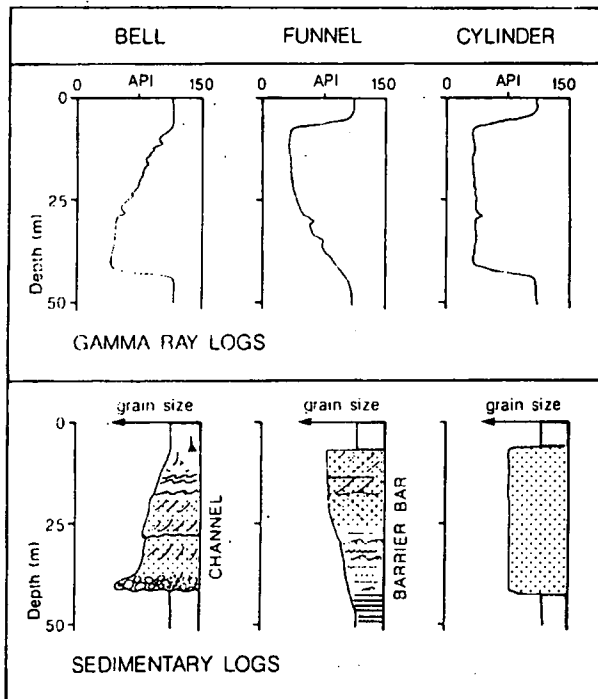 BELL FUNNEL CYLINDER
0 API 150 0 API 150 0 API 150
0
25
50
Depth (m)
GAMMA RAY LOGS
grain size grain size grain size
0
25
50
Depth (m)
CHANNEL
BARRIER BAR
SEDIMENTARY LOGS